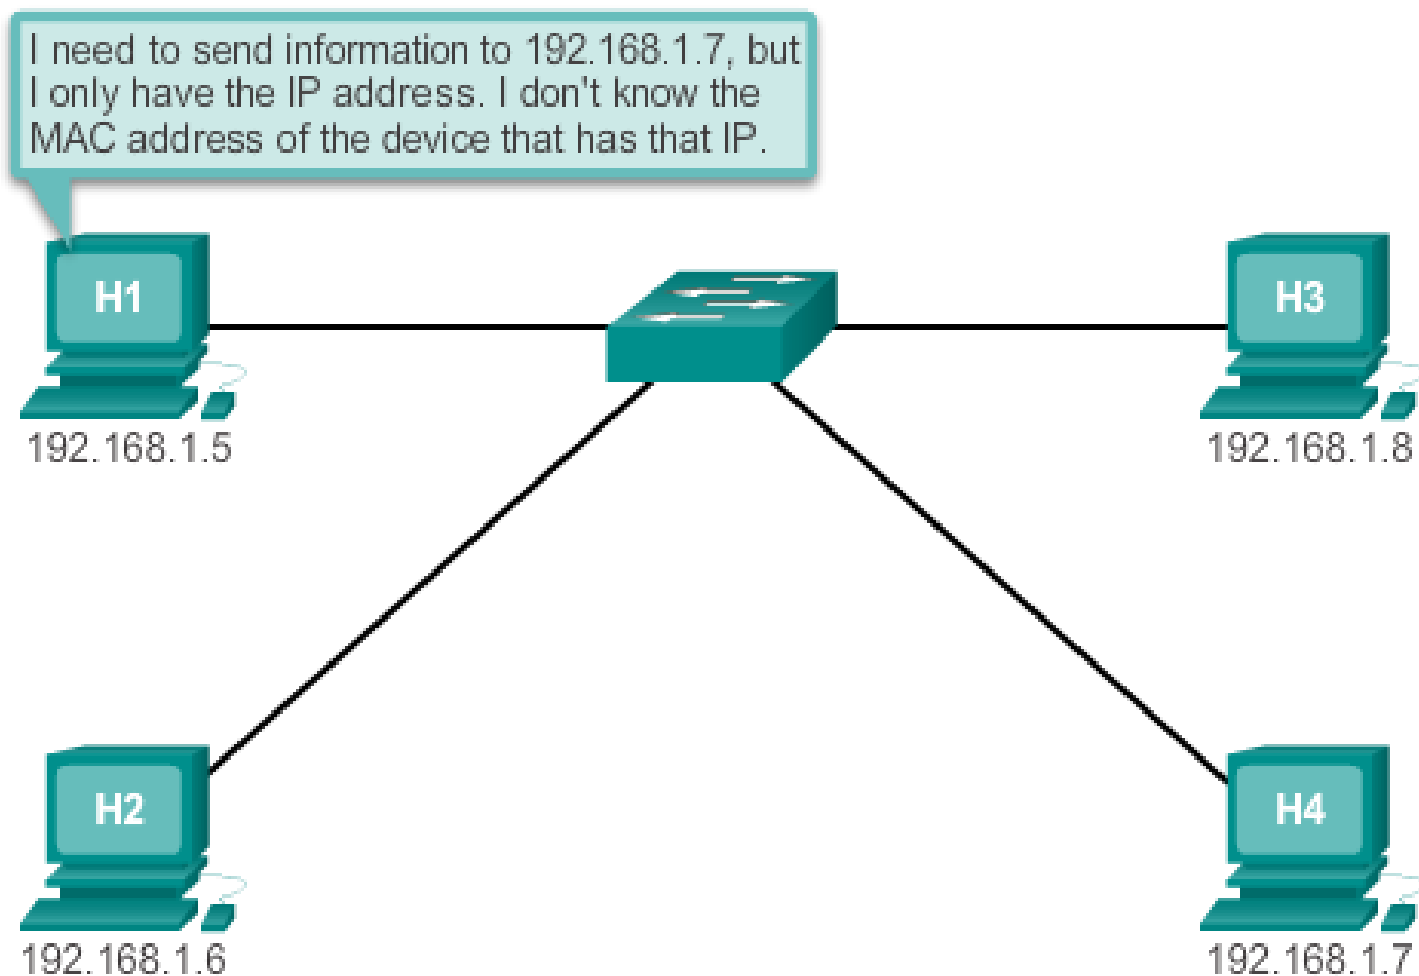 I need to send information to 192.168.1.7, but
I only have the IP address. I don't know the
MAC address of the device that has that IP.
H1
H3
192.168.1.5
192.168.1.8
H2
H4
192.168.1.6
192.168.1.7